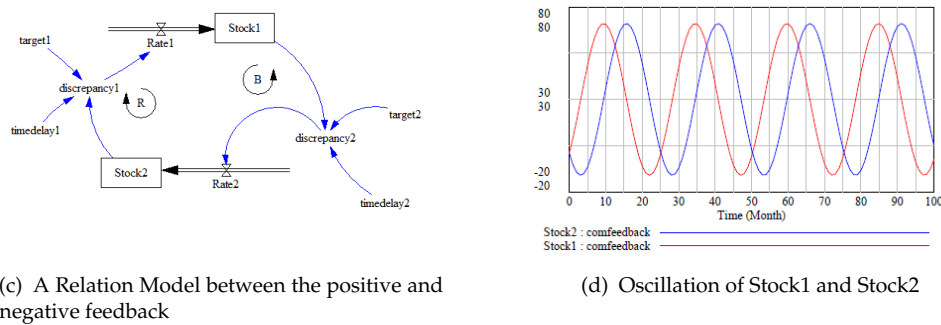 target1
Rate1
Stock1
discrepancy1
R
B
timedelay1
target2
discrepancy2
Stock2
Rate2
timedelay2
80
80
30
30
-20
-20
0 10 20 30 40 50 60 70 80 90 100
Time (Month)
Stock2 : comfeedback
Stock1 : comfeedback
(c) A Relation Model between the positive and
negative feedback
(d) Oscillation of Stock1 and Stock2